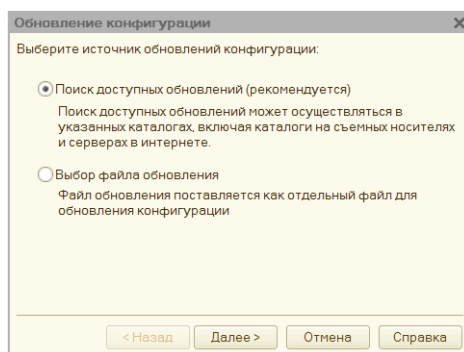 Обновление конфигурации
Выберите источник обновлений конфигурации:
Поиск доступных обновлений (рекомендуется)
Поиск доступных обновлений может осуществляться в
указанных каталогах, включая каталоги на съемных носителях
и серверах в интернете.
Выбор файла обновления
Файл обновления поставляется как отдельный файл для
обновления конфигурации
< Назад Далее > Отмена Справка